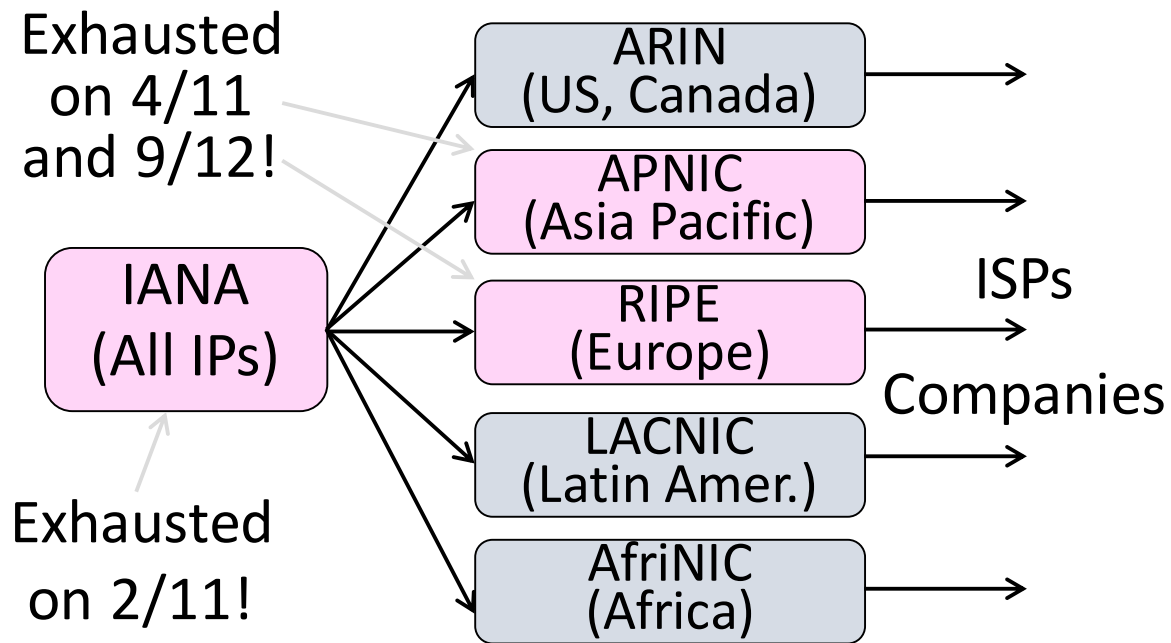 Exhausted
on 4/11
and 9/12!
IANA
(All IPs)
Exhausted
on 2/11!
ARIN
(US, Canada)
APNIC
(Asia Pacific)
RIPE
(Europe)
LACNIC
(Latin Amer.)
AfriNIC
(Africa)
ISPs
Companies